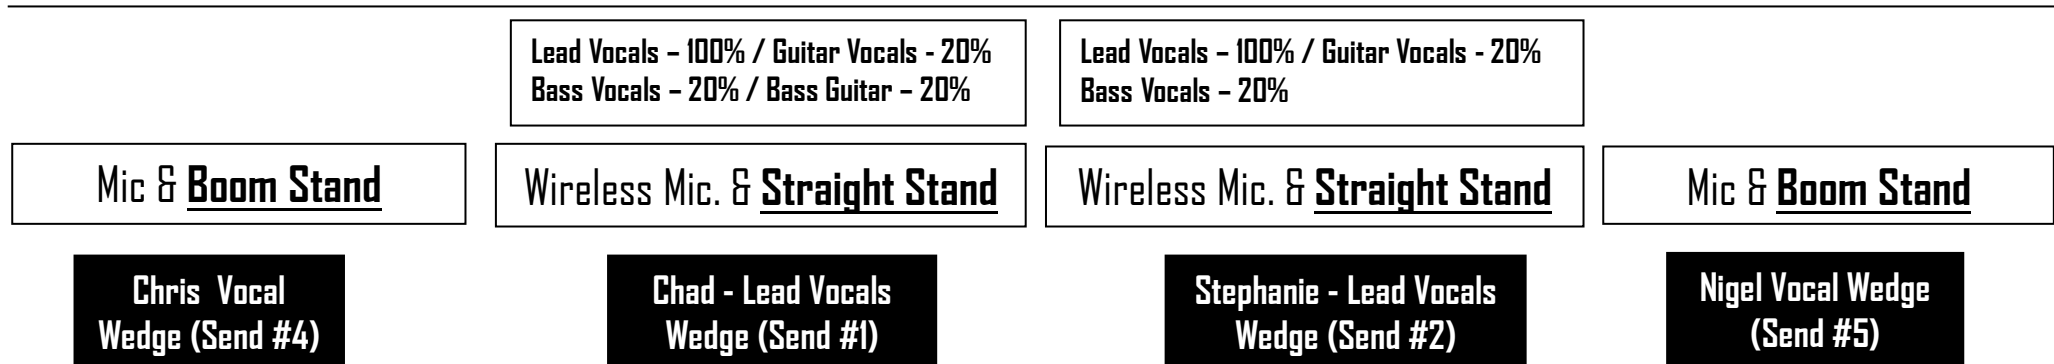 Lead Vocals – 100% / Guitar Vocals - 20%
Bass Vocals – 20% / Bass Guitar – 20%
Lead Vocals – 100% / Guitar Vocals - 20%
Bass Vocals – 20%
Mic & Boom Stand
Wireless Mic. & Straight Stand
Wireless Mic. & Straight Stand
Mic & Boom Stand
Chris Vocal
Wedge (Send #4)
Chad - Lead Vocals
Wedge (Send #1)
Stephanie - Lead Vocals
Wedge (Send #2)
Nigel Vocal Wedge
(Send #5)